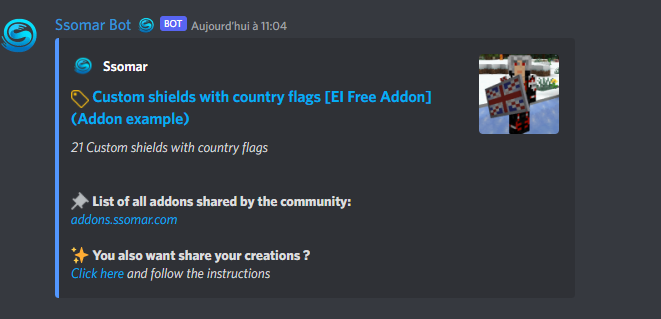 Ssomar Bot BOT Aujourd'hui à 11:04
Ssomar
Custom shields with country flags [EI Free Addon]
(Addon example)
21 Custom shields with country flags
List of all addons shared by the community:
addons.ssomar.com
You also want share your creations ?
Click here and follow the instructions